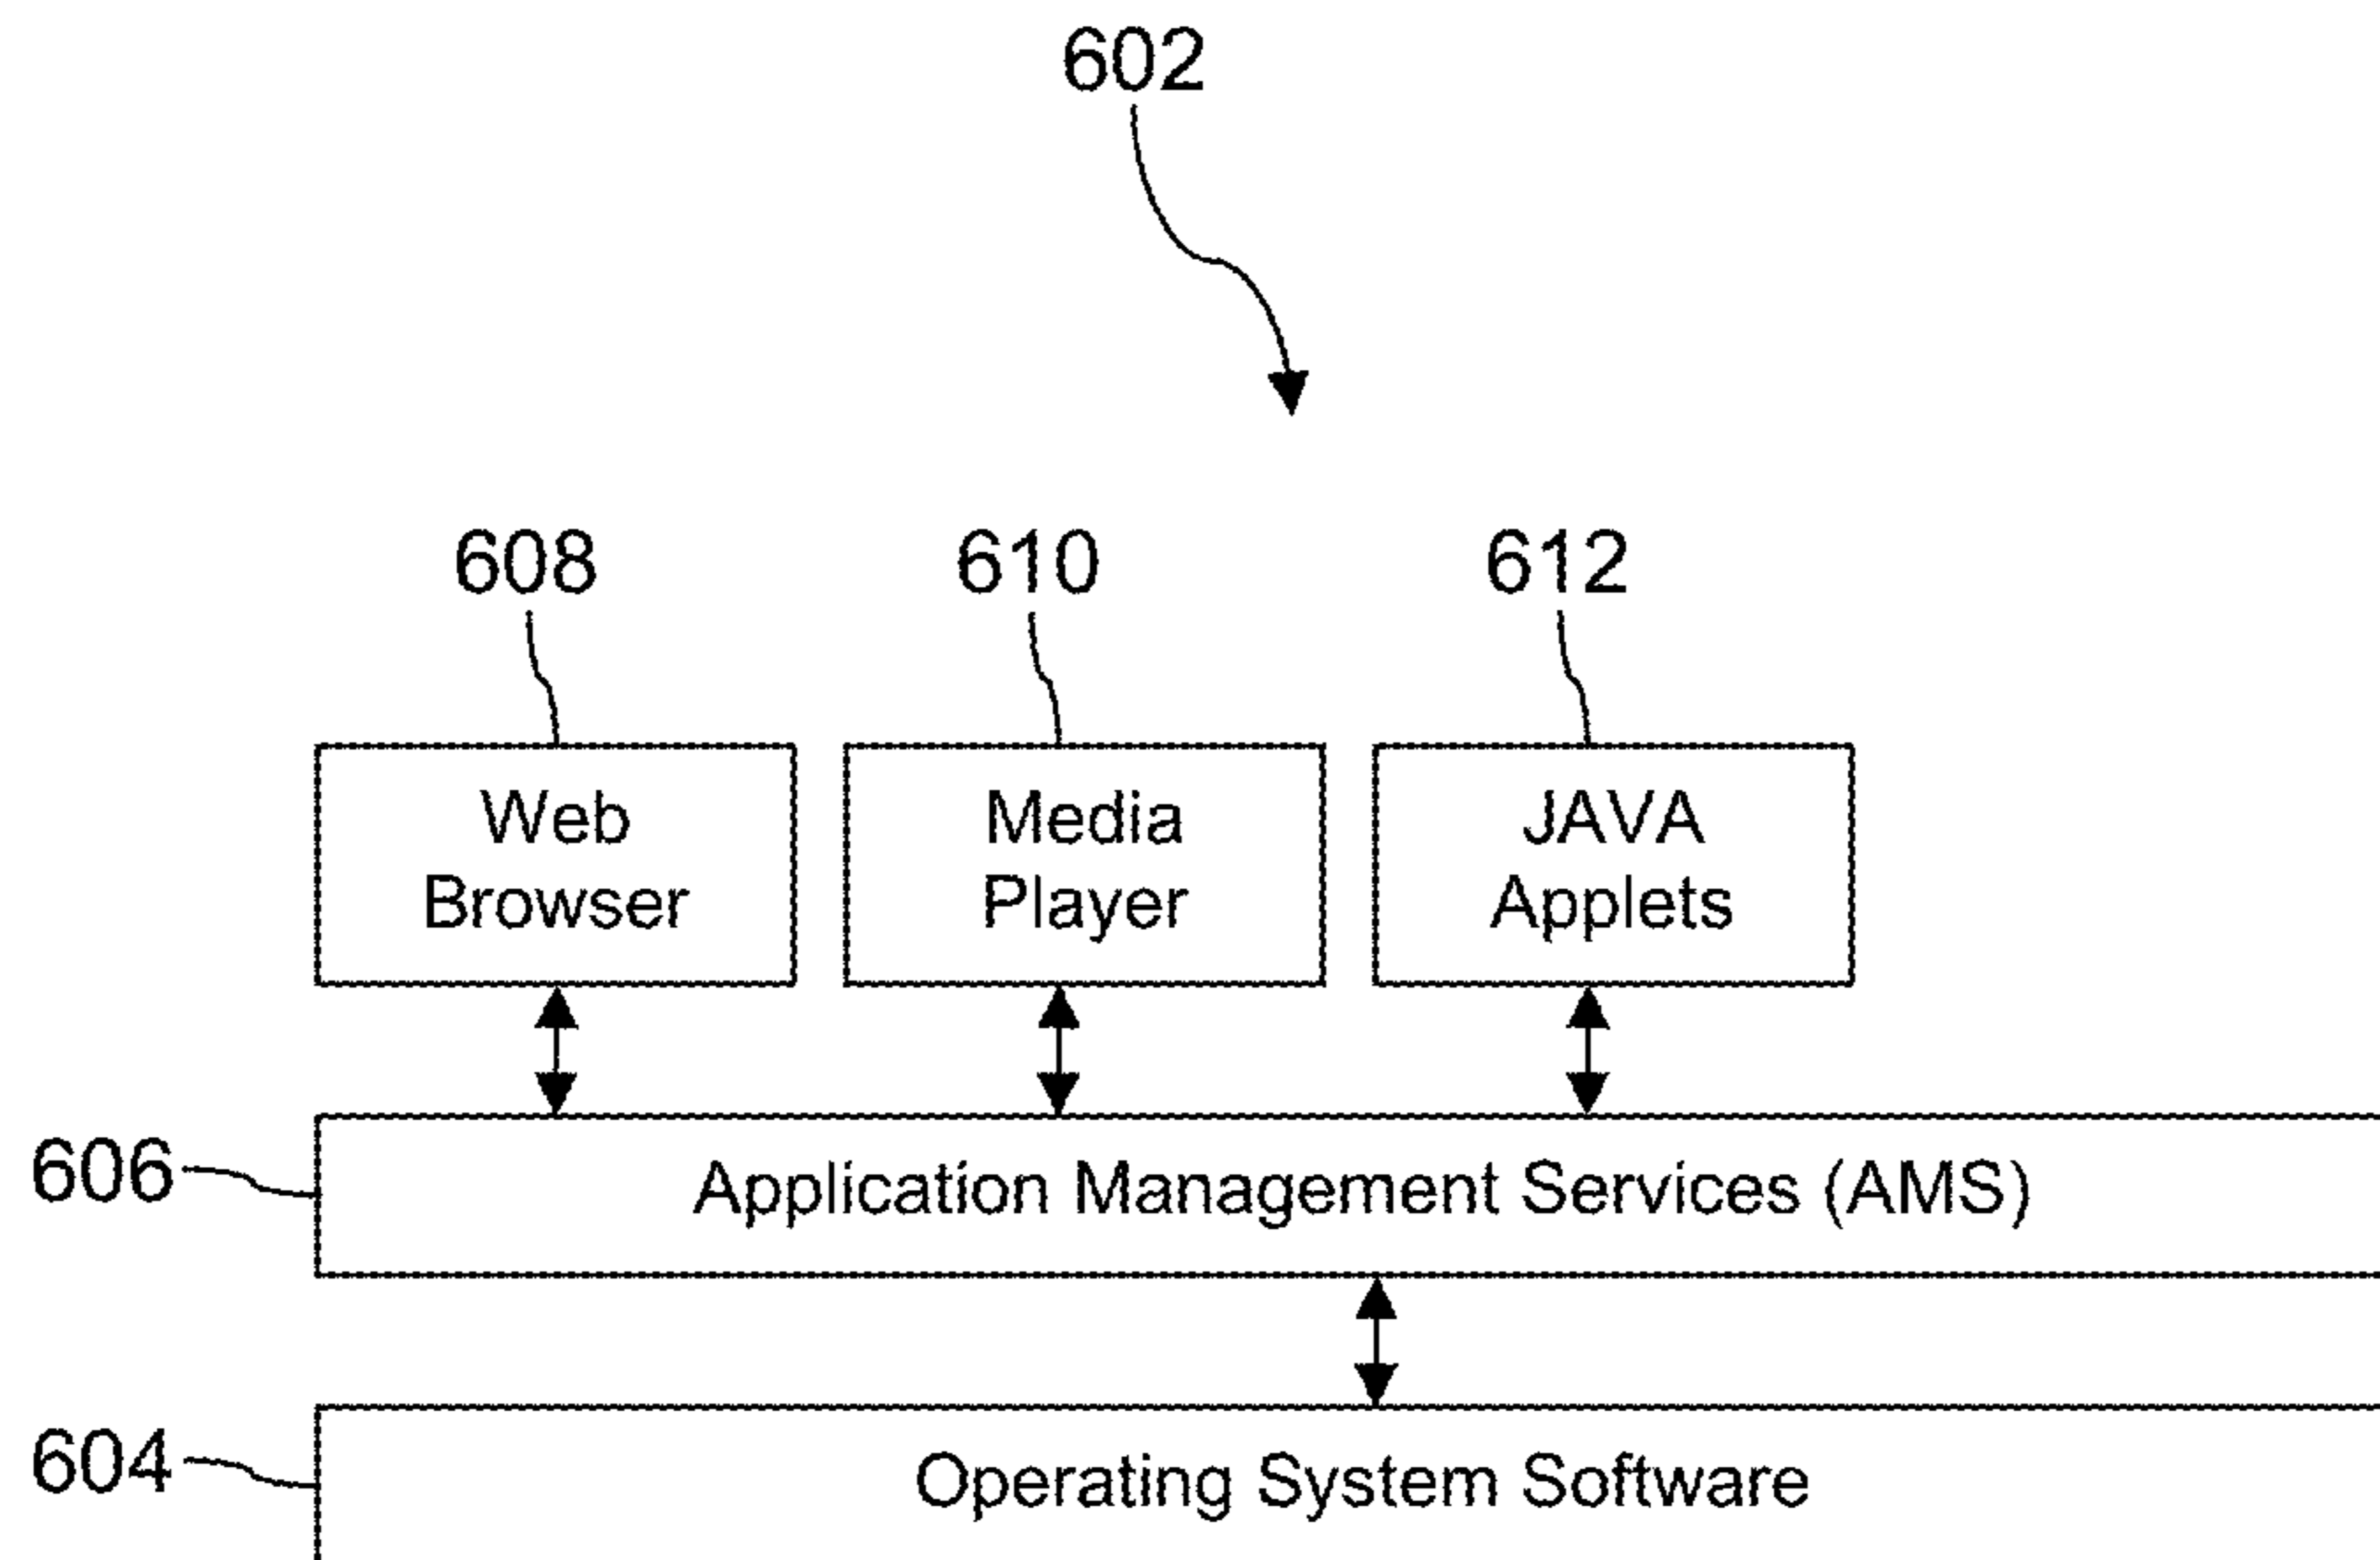 602
608
610
612
Web
Browser
Media
Player
JAVA
Applets
606
Application Management Services (AMS)
604
Operating System Software